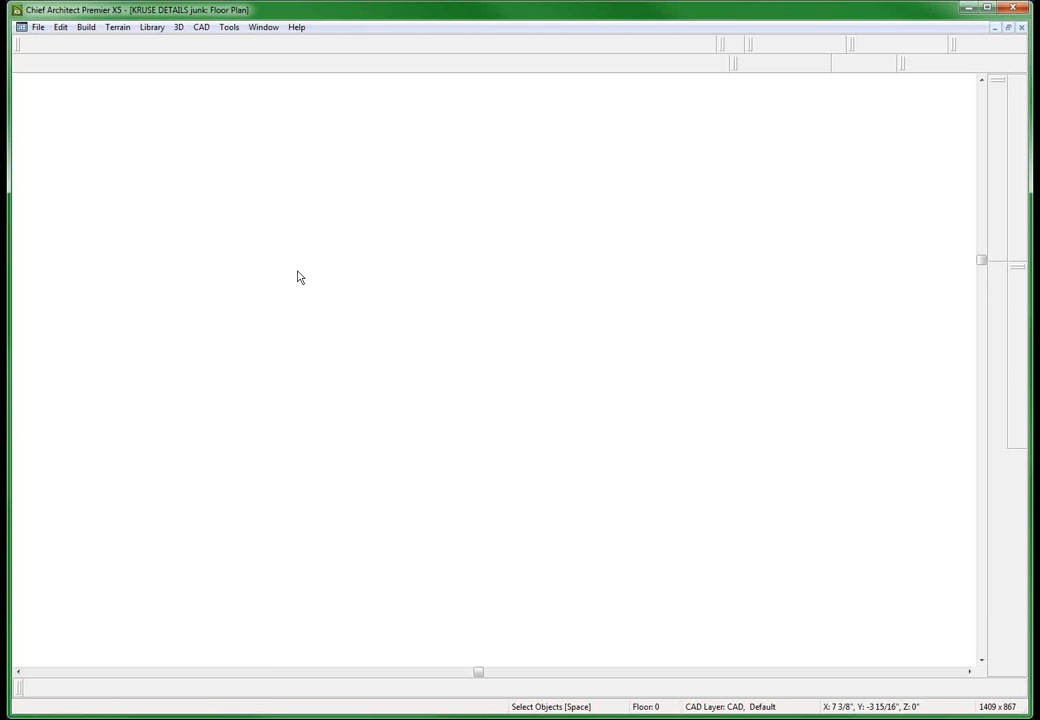 Chief Architect Premier X5 - [KRUSE DETAILS junk: Floor Plan]
File Edit Build Terrain Library 3D CAD Tools Window Help
Select Objects [Space] Floor: 0 CAD Layer: CAD, Default X: 7 3/8", Y: -3 15/16", Z: 0" 1409 x 867